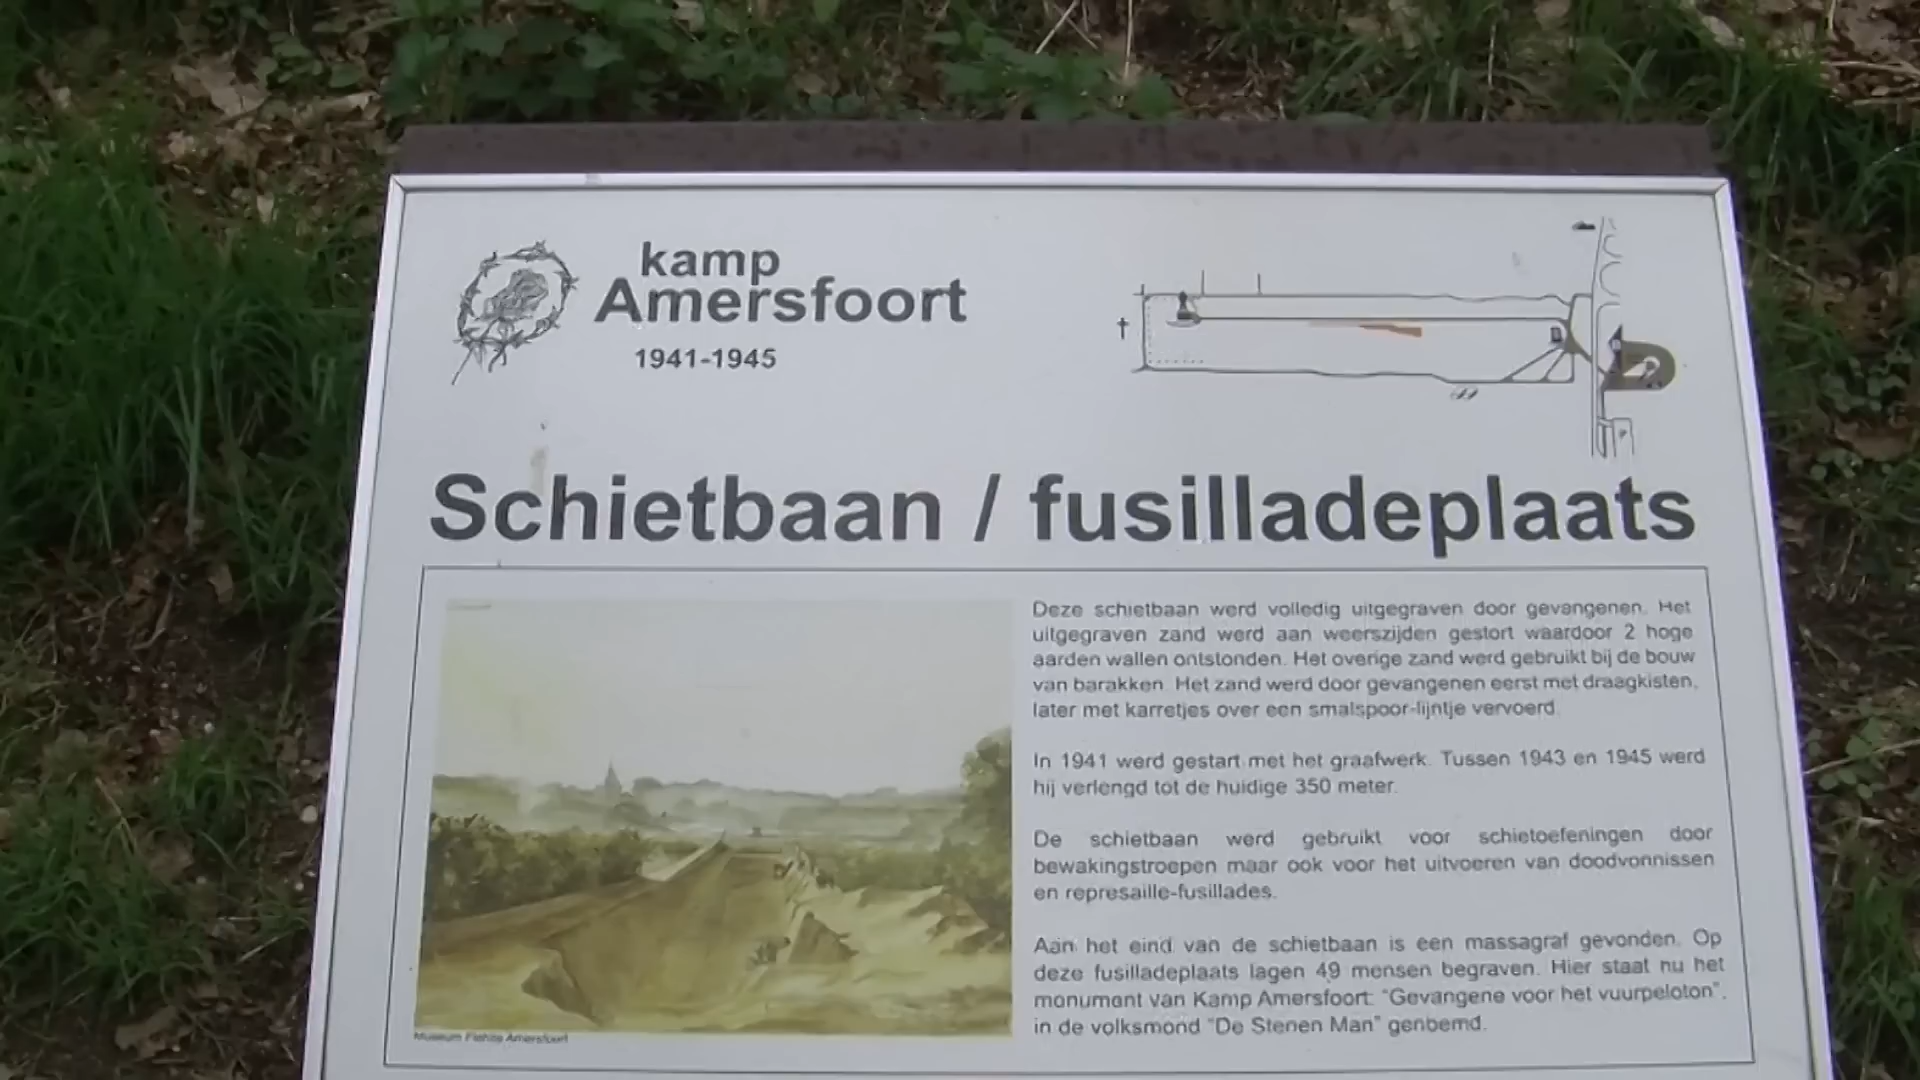 kamp
Amersfoort
1941-1945
Schietbaan / fusilladeplaats
Deze schietbaan werd volledig uitgegraven door gevangenen. Het
uitgegraven zand werd aan weerszijden gestort waardoor 2 hoge
aarden wallen ontstonden. Het overige zand werd gebruikt bij de bouw
van barakken. Het zand werd door gevangenen eerst met draagkisten,
later met karretjes over een smalspoor-lijntje vervoerd.
In 1941 werd gestart met het graafwerk. Tussen 1943 en 1945 werd
hij verlengd tot de huidige 350 meter.
De schietbaan werd gebruikt voor schietoefeningen door
bewakingstroepen maar ook voor het uitvoeren van doodvonnissen
en represaille-fusillades.
Aan het eind van de schietbaan is een massagraf gevonden. Op
deze fusilladeplaats lagen 49 mensen begraven. Hier staat nu het
monument van Kamp Amersfoort: "Gevangene voor het vuurpeloton",
in de volksmond "De Stenen Man" genoemd.
Museum Flehite Amersfoort